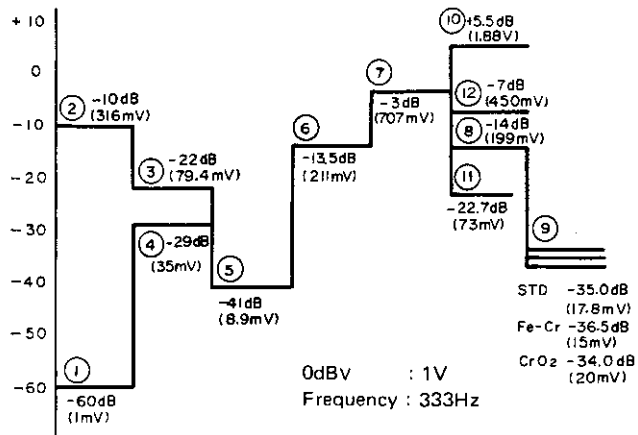 +10
0
-10
-20
-30
-40
-50
-60
1
-60dB
(1mV)
2
-10dB
(316mV)
3
-22dB
(79.4mV)
4
-29dB
(35mV)
5
-41dB
(8.9mV)
6
-13.5dB
(211mV)
7
-3dB
(707mV)
10
+5.5dB
(1.88V)
12
-7dB
(450mV)
8
-14dB
(199mV)
11
-22.7dB
(73mV)
9
STD -35.0dB
(17.8mV)
Fe-Cr -36.5dB
(15mV)
CrO2 -34.0dB
(20mV)
0dBv : 1V
Frequency : 333Hz